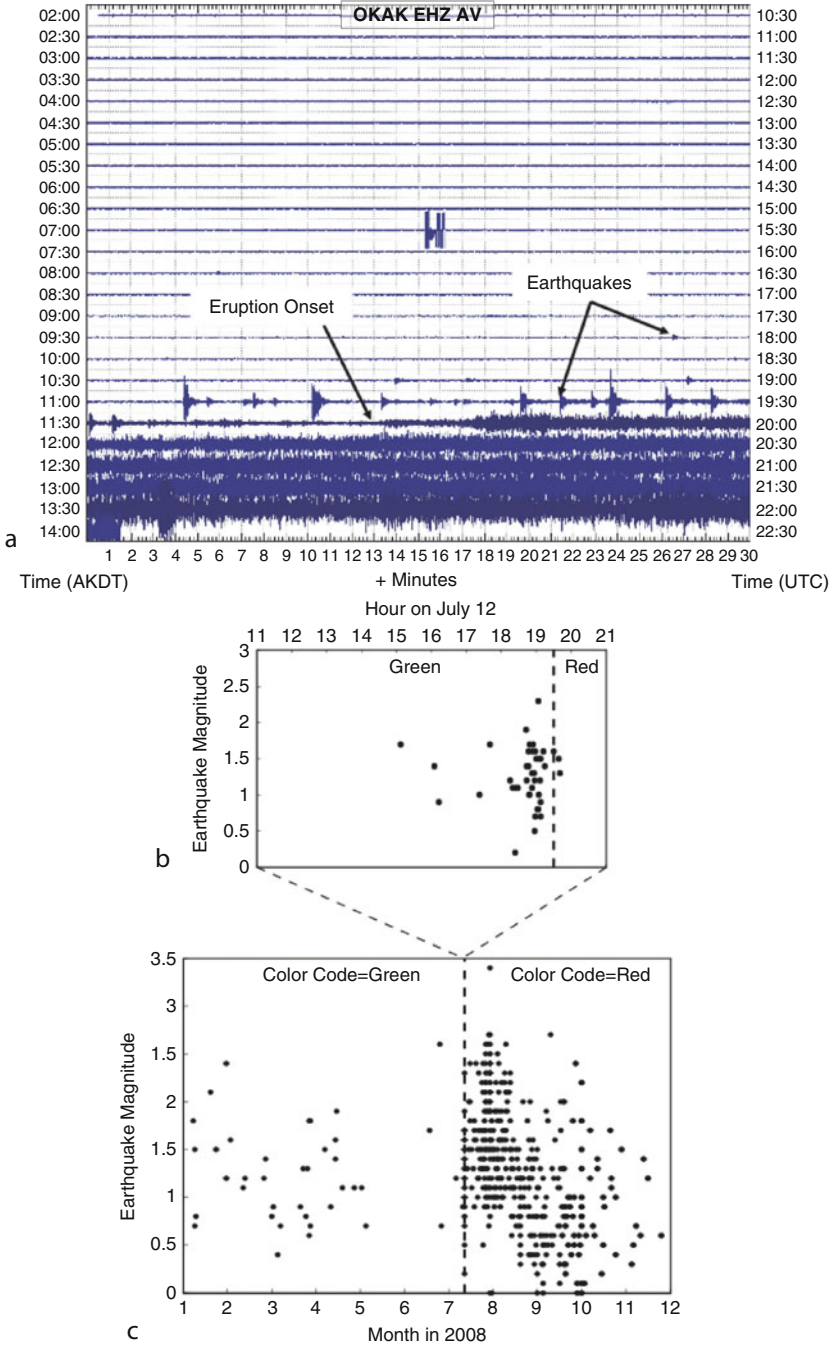 OKAK EHZ AV
02:00 10:30
02:30 11:00
03:00 11:30
03:30 12:00
04:00 12:30
04:30 13:00
05:00 13:30
05:30 14:00
06:00 14:30
06:30 15:00
07:00 15:30
07:30 16:00
08:00 16:30
Earthquakes
08:30 17:00
Eruption Onset
09:00 17:30
09:30 18:00
10:00 18:30
10:30 19:00
11:00 19:30
11:30 20:00
12:00 20:30
12:30 21:00
13:00 21:30
13:30 22:00
14:00 22:30
a
1 2 3 4 5 6 7 8 9 10 11 12 13 14 15 16 17 18 19 20 21 22 23 24 25 26 27 28 29 30
Time (AKDT) + Minutes Time (UTC)
Hour on July 12
11 12 13 14 15 16 17 18 19 20 21
3
Green Red
2.5
2
1.5
1
0.5
0
Earthquake Magnitude
b
3.5
Color Code=Green Color Code=Red
3
1.5
2
1.5
1
0.5
0
Earthquake Magnitude
1 2 3 4 5 6 7 8 9 10 11 12
c
Month in 2008